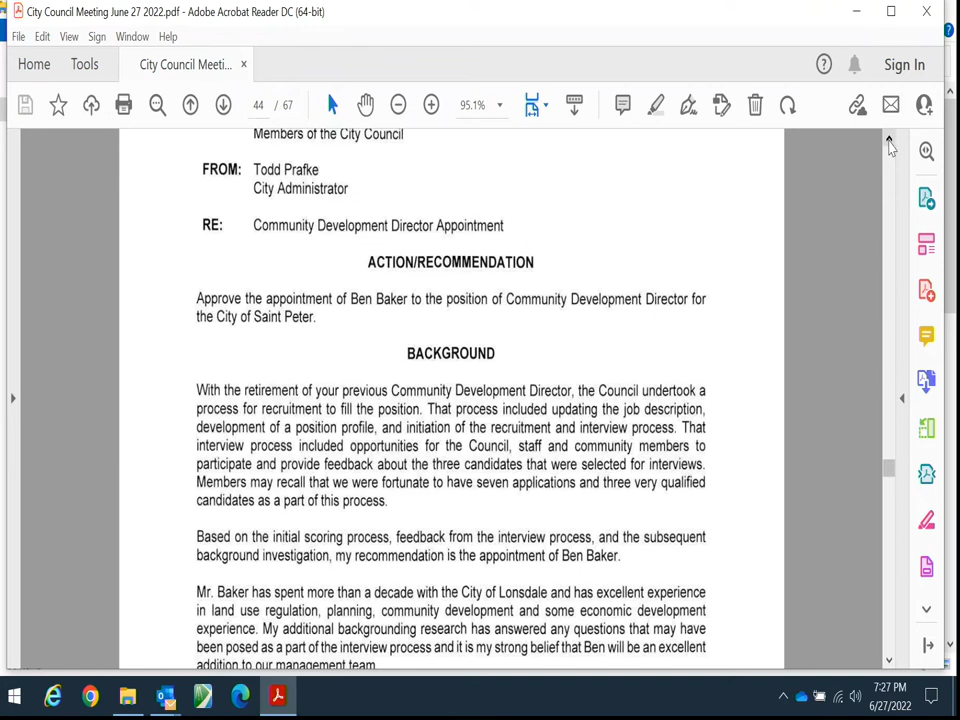 City Council Meeting June 27 2022.pdf - Adobe Acrobat Reader DC (64-bit)
File Edit View Sign Window Help
Home Tools City Council Meeti... × Sign In
44 / 67 95.1%
Members of the City Council
FROM: Todd Prafke
City Administrator
RE: Community Development Director Appointment
ACTION/RECOMMENDATION
Approve the appointment of Ben Baker to the position of Community Development Director for
the City of Saint Peter.
BACKGROUND
With the retirement of your previous Community Development Director, the Council undertook a
process for recruitment to fill the position. That process included updating the job description,
development of a position profile, and initiation of the recruitment and interview process. That
interview process included opportunities for the Council, staff and community members to
participate and provide feedback about the three candidates that were selected for interviews.
Members may recall that we were fortunate to have seven applications and three very qualified
candidates as a part of this process.
Based on the initial scoring process, feedback from the interview process, and the subsequent
background investigation, my recommendation is the appointment of Ben Baker.
Mr. Baker has spent more than a decade with the City of Lonsdale and has excellent experience
in land use regulation, planning, community development and some economic development
experience. My additional backgrounding research has answered any questions that may have
been posed as a part of the interview process and it is my strong belief that Ben will be an excellent
addition to our management team.
7:27 PM
6/27/2022